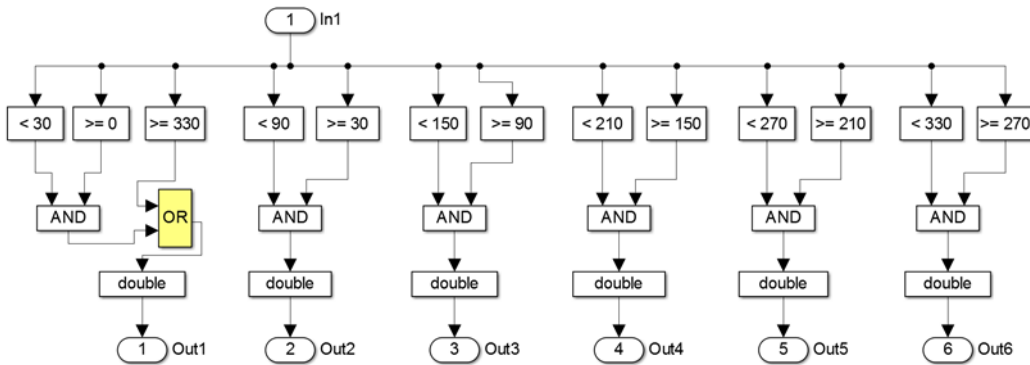 1 In1
< 30 >= 0 >= 330 < 90 >= 30 < 150 >= 90 < 210 >= 150 < 270 >= 210 < 330 >= 270
AND OR AND AND AND AND AND
double double double double double double
1 Out1 2 Out2 3 Out3 4 Out4 5 Out5 6 Out6